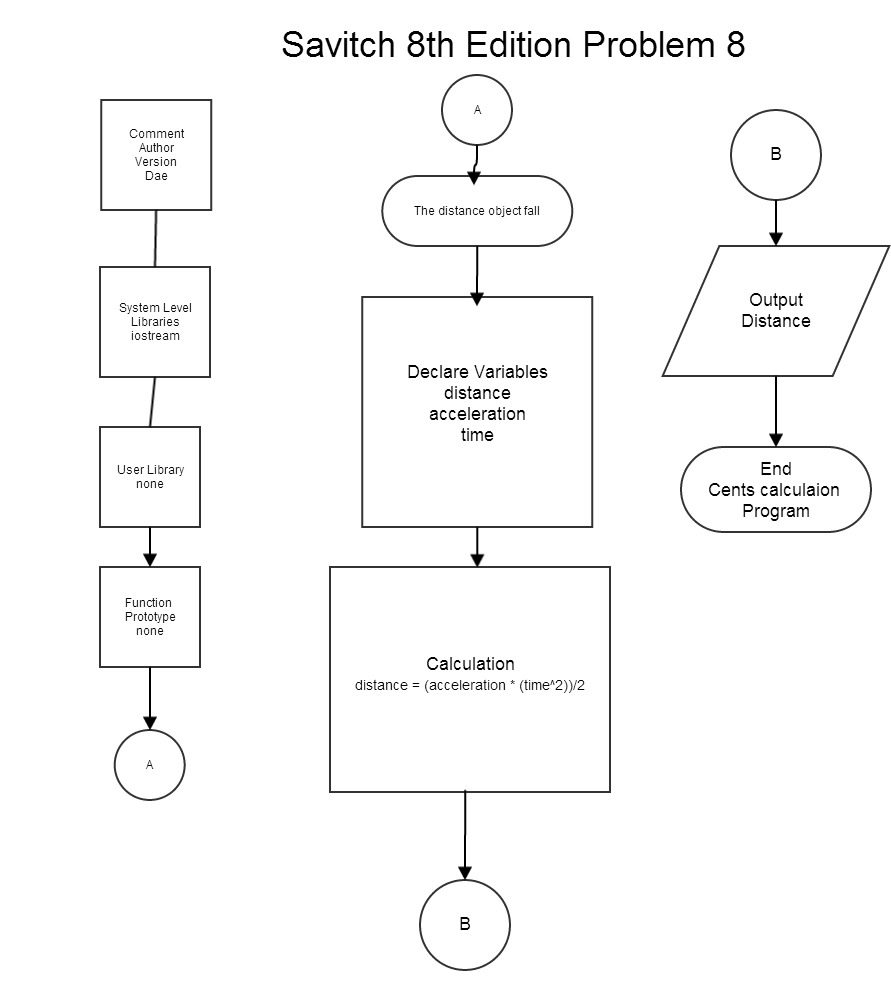 Savitch 8th Edition Problem 8
Comment
Author
Version
Dae
System Level
Libraries
iostream
User Library
none
Function
Prototype
none
A
A
The distance object fall
Declare Variables
distance
acceleration
time
Calculation
distance = (acceleration * (time^2))/2
B
B
Output
Distance
End
Cents calculaion
Program